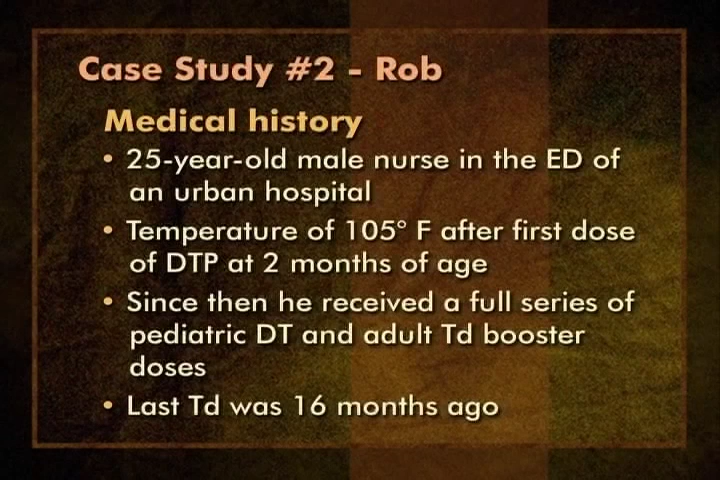 Case Study #2 - Rob
Medical history
• 25-year-old male nurse in the ED of
an urban hospital
• Temperature of 105° F after first dose
of DTP at 2 months of age
• Since then he received a full series of
pediatric DT and adult Td booster
doses
• Last Td was 16 months ago